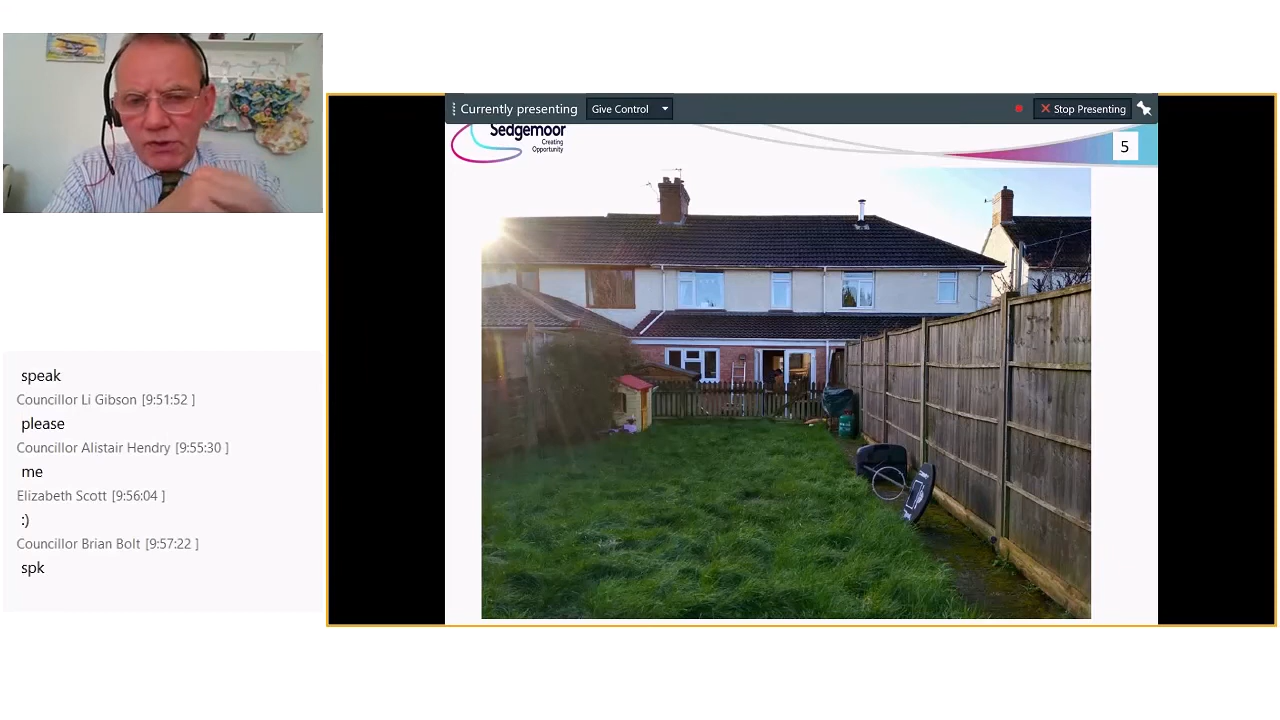 speak
Councillor Li Gibson [9:51:52 ]
please
Councillor Alistair Hendry [9:55:30 ]
me
Elizabeth Scott [9:56:04 ]
:)
Councillor Brian Bolt [9:57:22 ]
spk
Currently presenting
Give Control
Stop Presenting
Sedgemoor
Creating
Opportunity
5